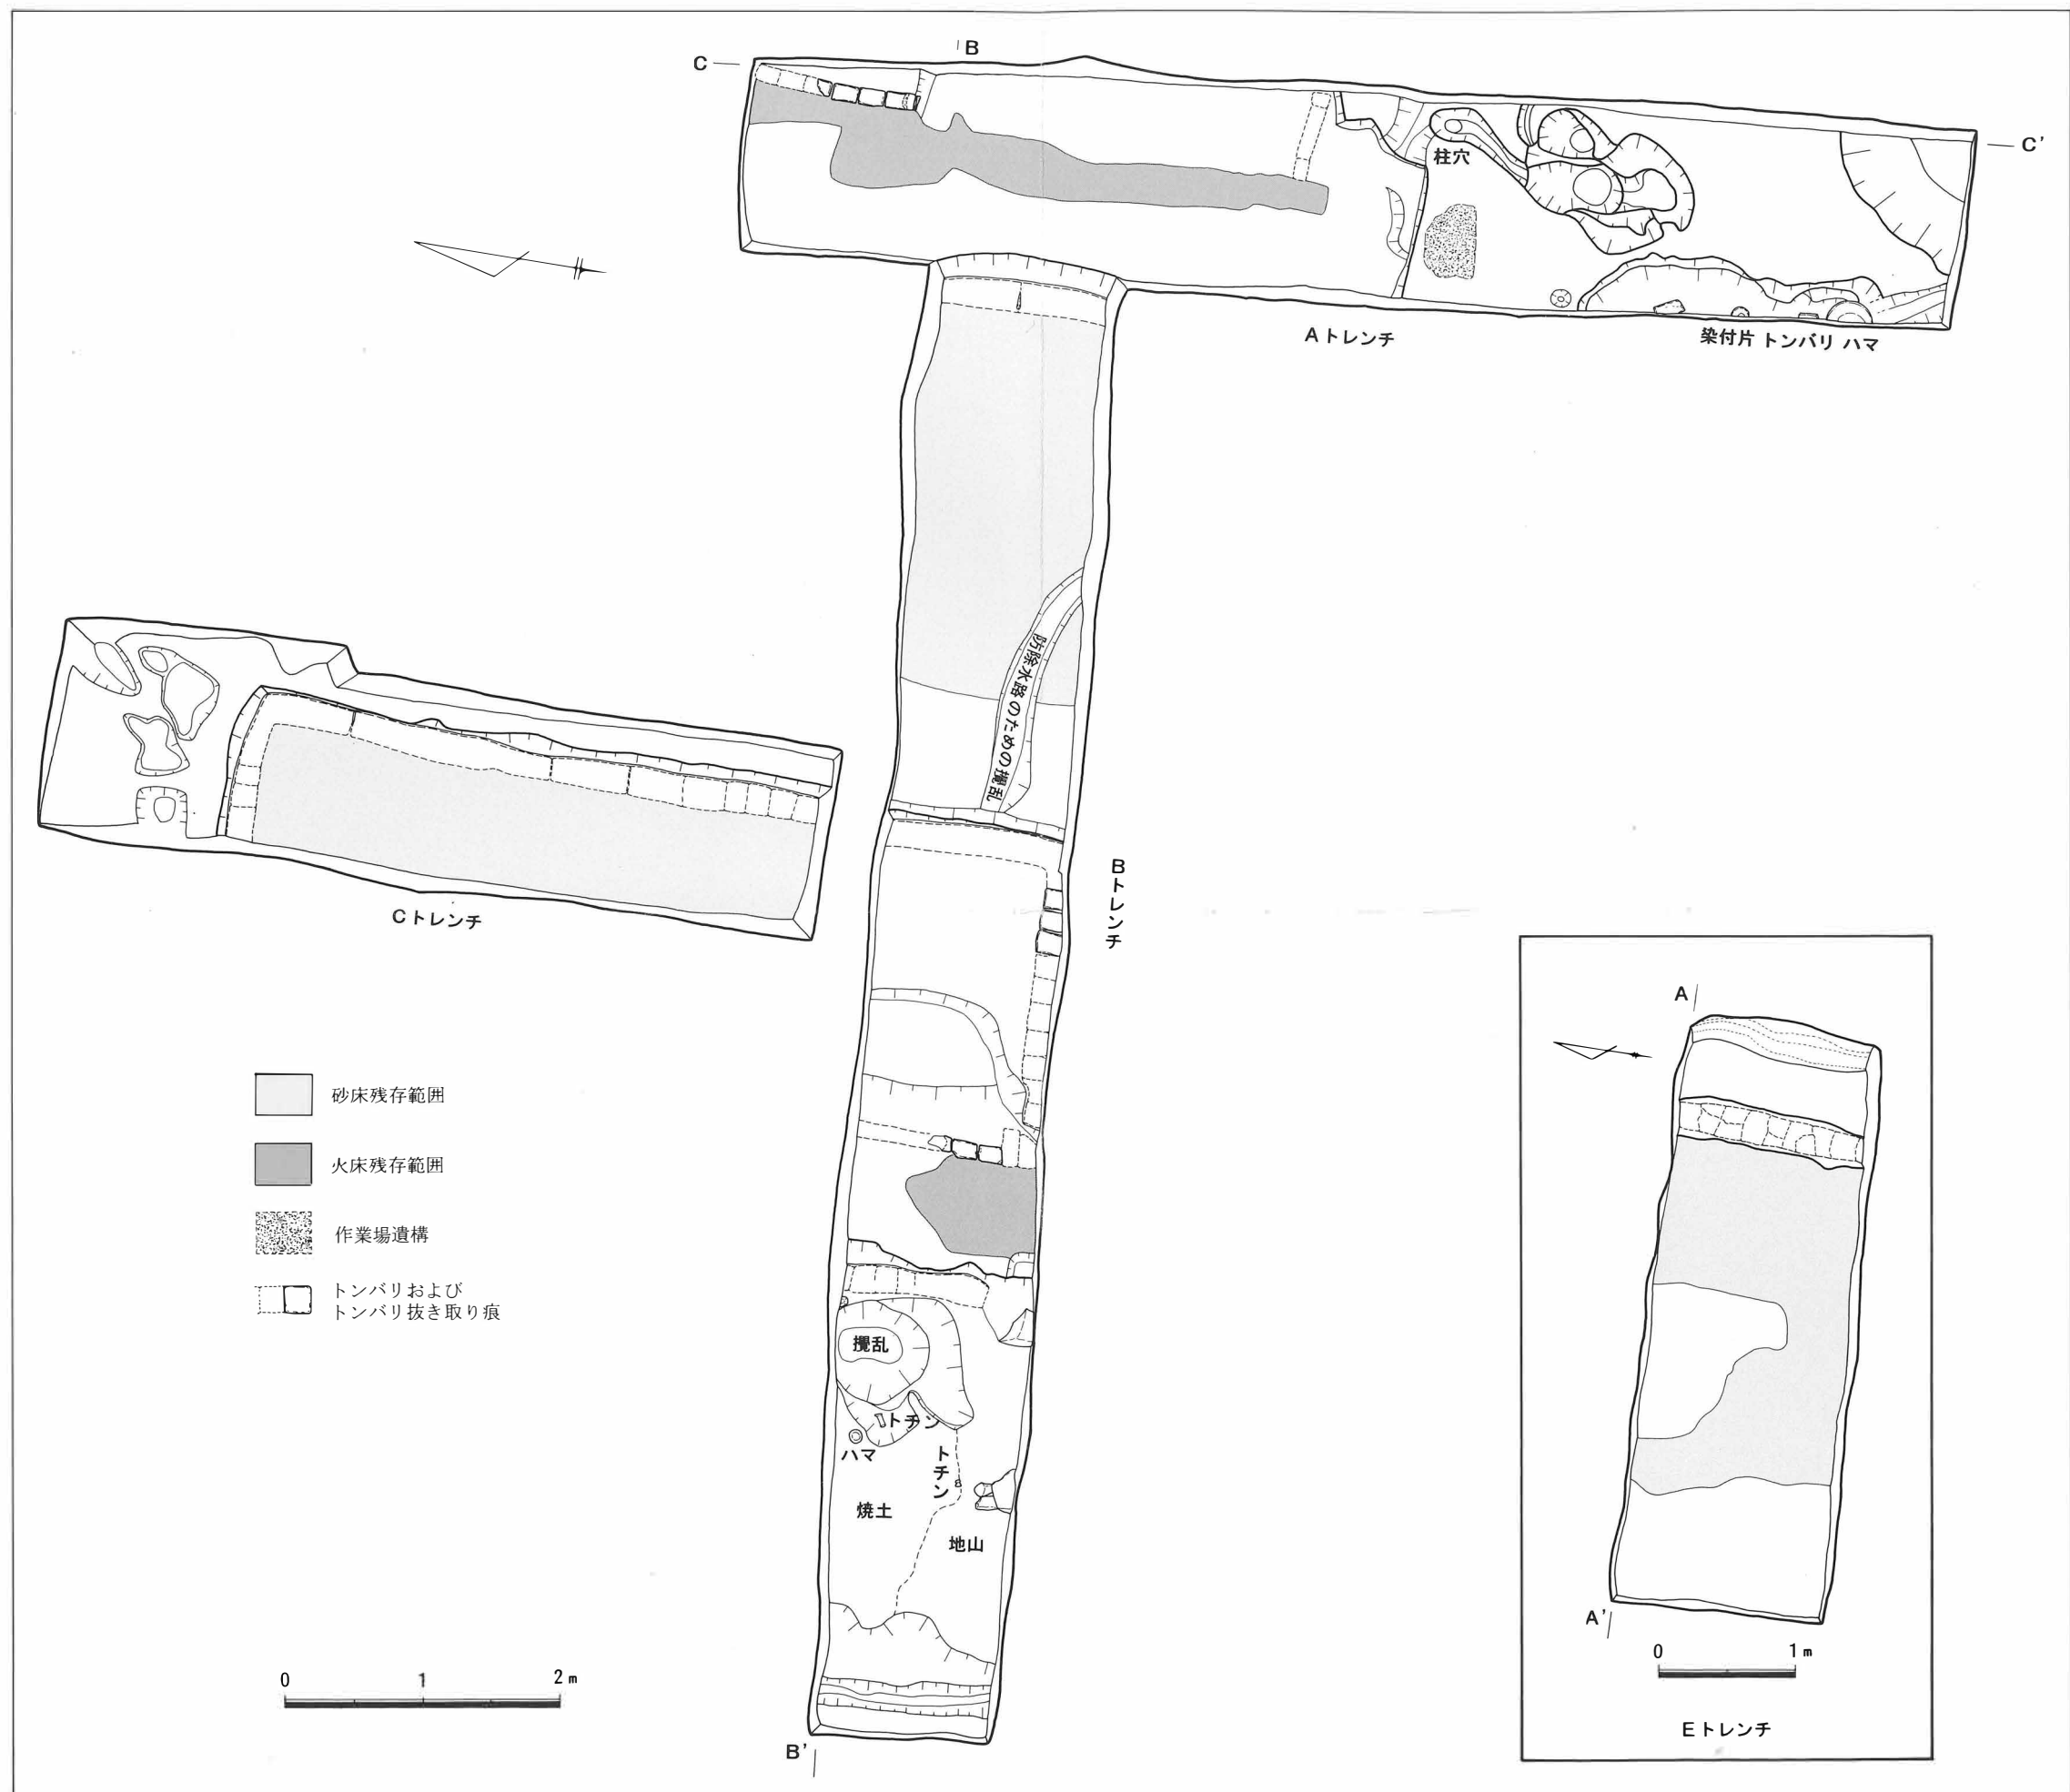 B
C
C'
柱穴
Aトレンチ
染付片 トンバリ ハマ
防除水路のための攪乱
Cトレンチ
Bトレンチ
砂床残存範囲
火床残存範囲
作業場遺構
トンバリおよび
トンバリ抜き取り痕
攪乱
トチン
ハマ
トチン
焼土
地山
0 1 2m
B'
A
A'
0 1m
Eトレンチ